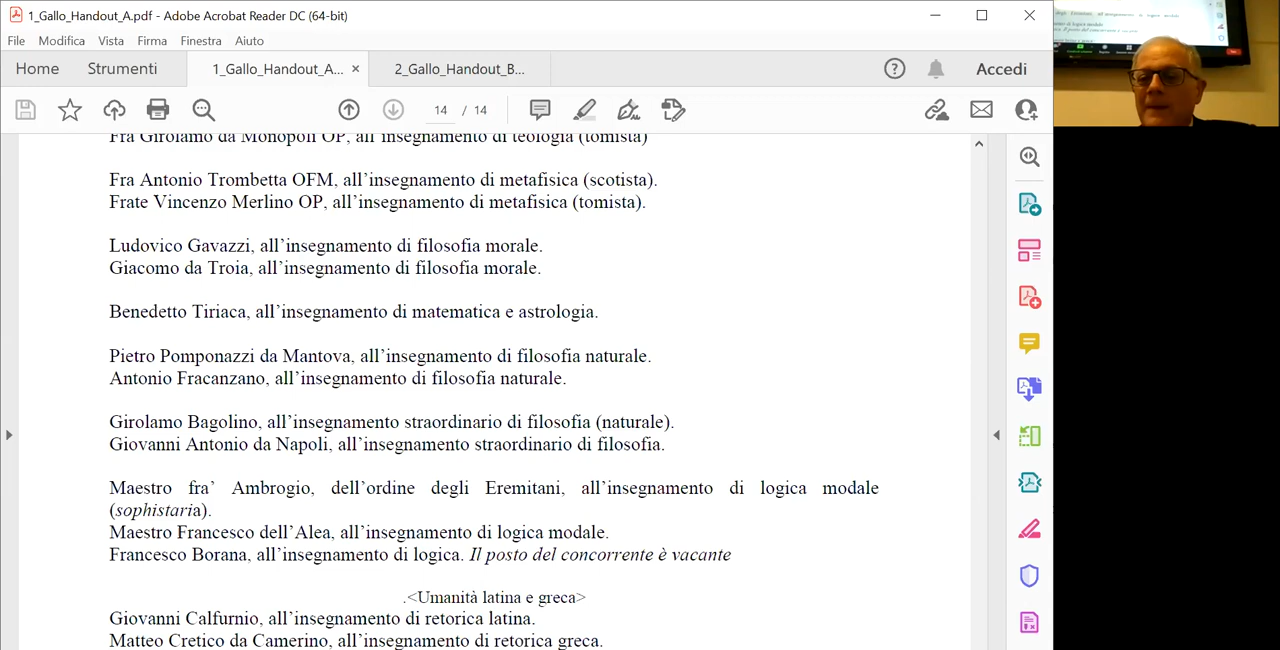 1_Gallo_Handout_A.pdf - Adobe Acrobat Reader DC (64-bit)
File Modifica Vista Firma Finestra Aiuto
Home Strumenti 1_Gallo_Handout_A... × 2_Gallo_Handout_B... Accedi
14 / 14
Fra Girolamo da Monopoli OP, all’insegnamento di teologia (tomista)
Fra Antonio Trombetta OFM, all’insegnamento di metafisica (scotista).
Frate Vincenzo Merlino OP, all’insegnamento di metafisica (tomista).
Ludovico Gavazzi, all’insegnamento di filosofia morale.
Giacomo da Troia, all’insegnamento di filosofia morale.
Benedetto Tiriaca, all’insegnamento di matematica e astrologia.
Pietro Pomponazzi da Mantova, all’insegnamento di filosofia naturale.
Antonio Fracanzano, all’insegnamento di filosofia naturale.
Girolamo Bagolino, all’insegnamento straordinario di filosofia (naturale).
Giovanni Antonio da Napoli, all’insegnamento straordinario di filosofia.
Maestro fra’ Ambrogio, dell’ordine degli Eremitani, all’insegnamento di logica modale
(sophistaria).
Maestro Francesco dell’Alea, all’insegnamento di logica modale.
Francesco Borana, all’insegnamento di logica. Il posto del concorrente è vacante
.<Umanità latina e greca>
Giovanni Calfurnio, all’insegnamento di retorica latina.
Matteo Cretico da Camerino, all’insegnamento di retorica greca.